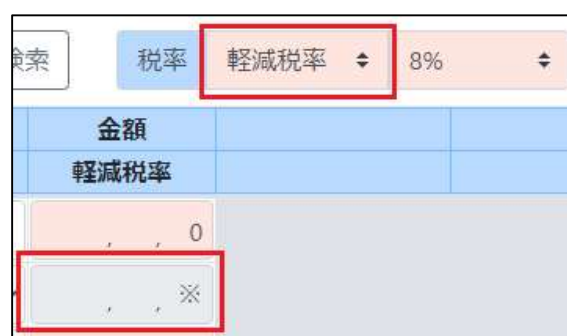 検索 税率 軽減税率 8%
金額
軽減税率
, , 0
, , ※